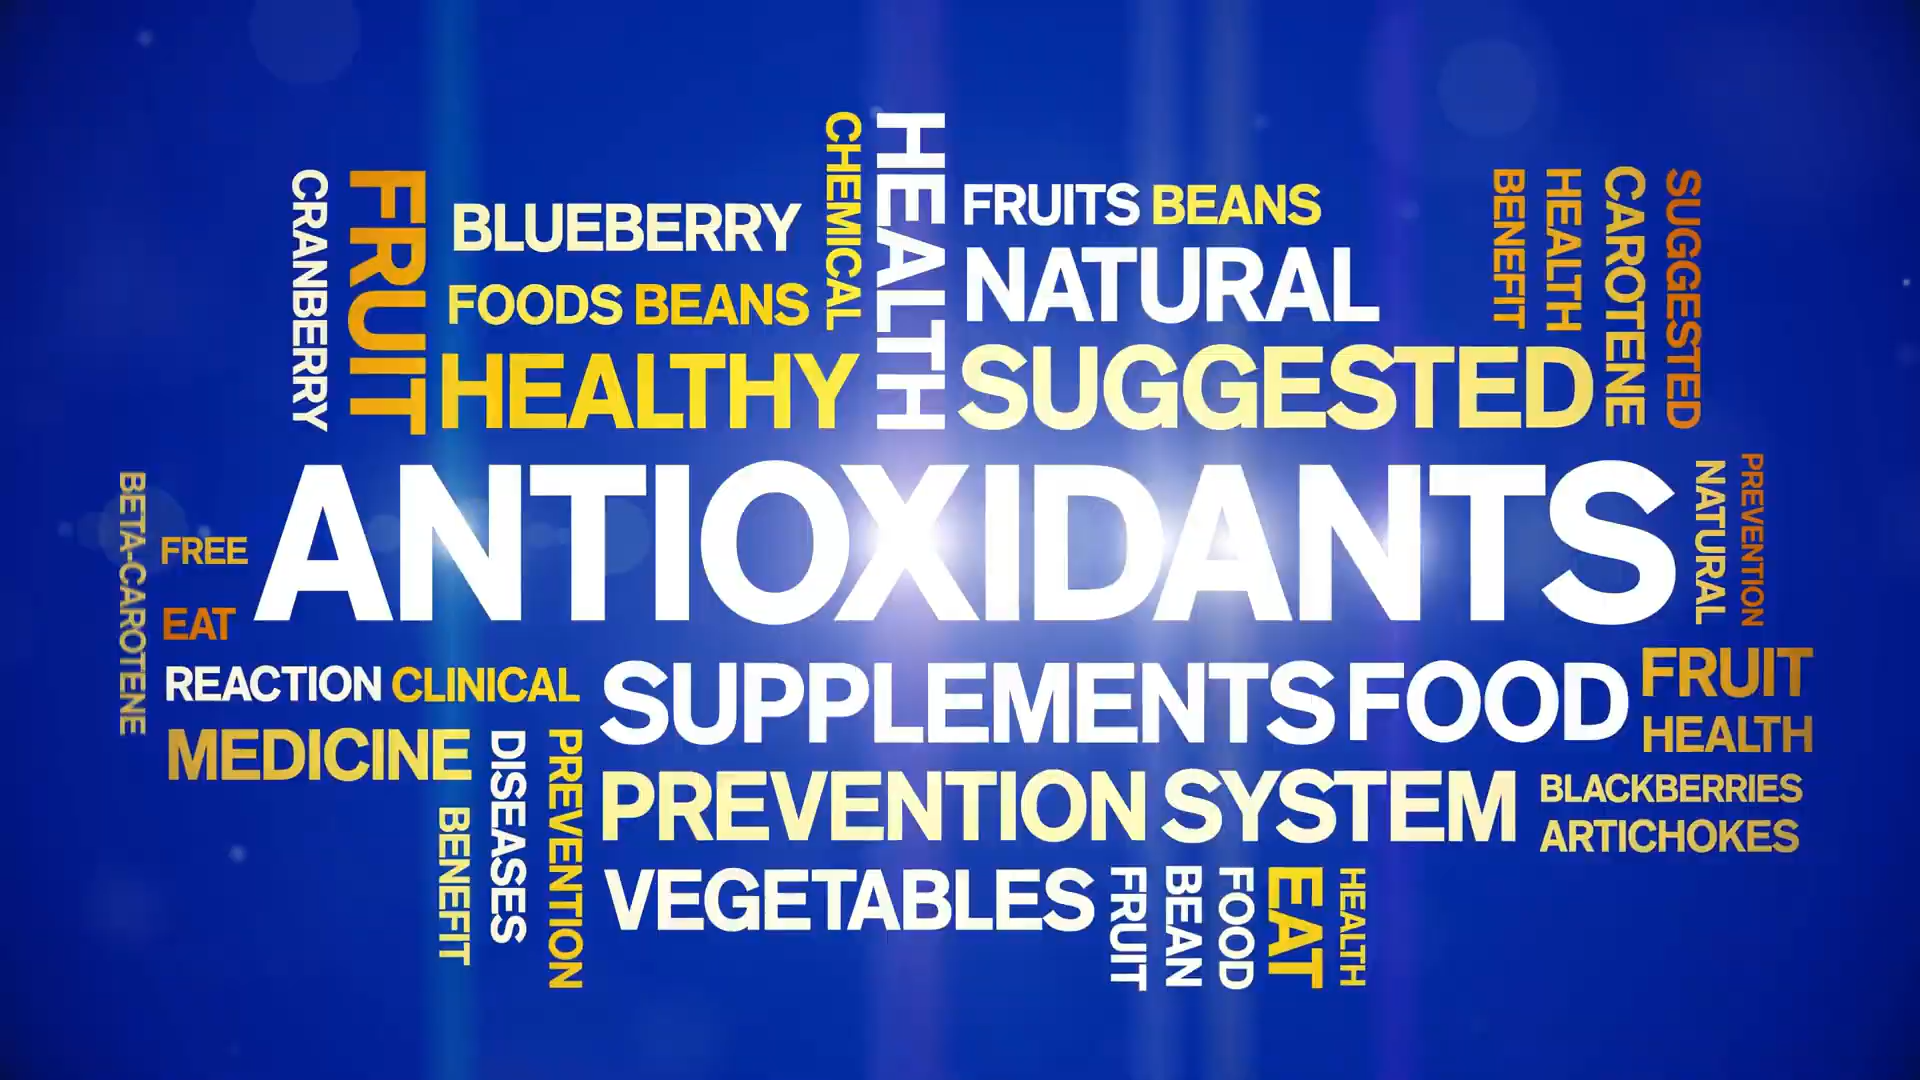 CRANBERRY
FRUIT
BLUEBERRY
FOODS BEANS
HEALTHY
CHEMICAL
HEALTH
FRUITS BEANS
NATURAL
SUGGESTED
BENEFIT
HEALTH
CAROTENE
SUGGESTED
BETA-CAROTENE
FREE
EAT
ANTIOXIDANTS
NATURAL
PREVENTION
REACTION CLINICAL
MEDICINE
BENEFIT
DISEASES
PREVENTION
SUPPLEMENTS FOOD
PREVENTION SYSTEM
VEGETABLES
FRUIT
BEAN
FOOD
EAT
HEALTH
FRUIT
HEALTH
BLACKBERRIES
ARTICHOKES